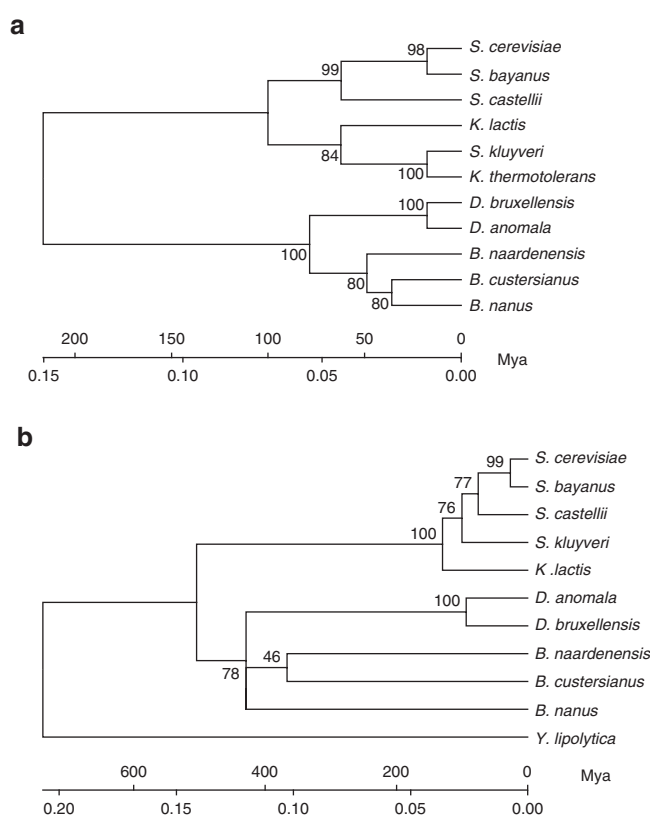 a
98
S. cerevisiae
99
S. bayanus
S. castellii
K. lactis
84
S. kluyveri
100
K. thermotolerans
100
D. bruxellensis
D. anomala
100
B. naardenensis
80
B. custersianus
80
B. nanus
200 150 100 50 0
Mya
0.15 0.10 0.05 0.00
b
99
S. cerevisiae
77
S. bayanus
76
S. castellii
100
S. kluyveri
K .lactis
100
D. anomala
D. bruxellensis
46
B. naardenensis
78
B. custersianus
B. nanus
Y. lipolytica
600 400 200 0 Mya
0.20 0.15 0.10 0.05 0.00